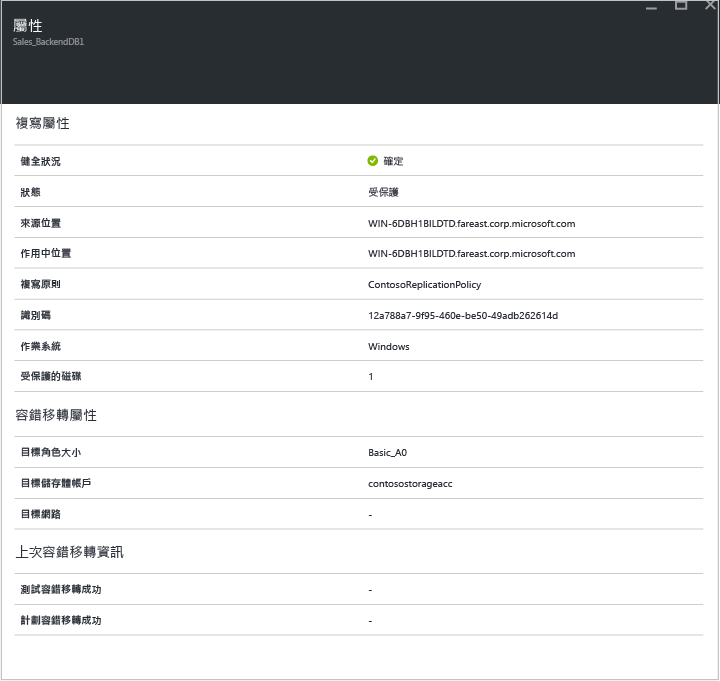 屬性
Sales_BackendDB1
複寫屬性
健全狀況 確定
狀態 受保護
來源位置 WIN-6DBH1BILDTD.fareast.corp.microsoft.com
作用中位置 WIN-6DBH1BILDTD.fareast.corp.microsoft.com
複寫原則 ContosoReplicationPolicy
識別碼 12a788a7-9f95-460e-be50-49adb262614d
作業系統 Windows
受保護的磁碟 1
容錯移轉屬性
目標角色大小 Basic_A0
目標儲存體帳戶 contosostorageacc
目標網路 -
上次容錯移轉資訊
測試容錯移轉成功 -
計劃容錯移轉成功 -